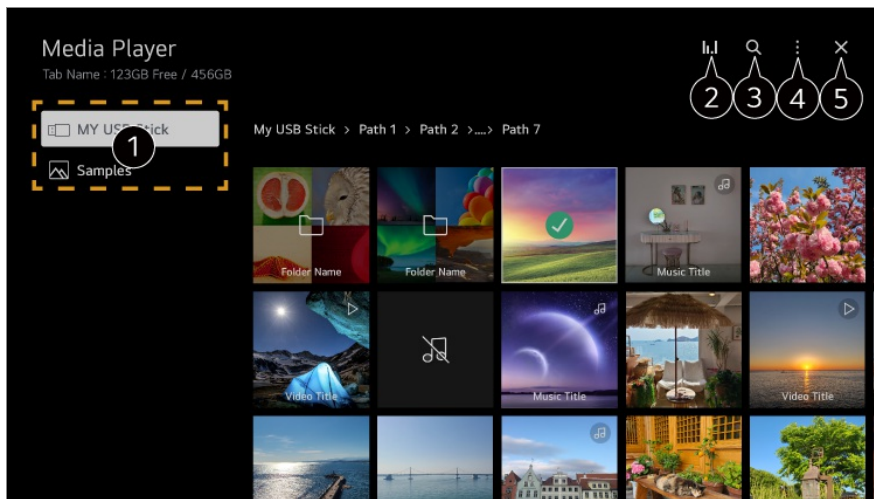 Media Player
Tab Name : 123GB Free / 456GB
2 3 4 5
MY USB Stick
1
Samples
My USB Stick > Path 1 > Path 2 >....> Path 7
Folder Name
Folder Name
Music Title
Video Title
Music Title
Video Title